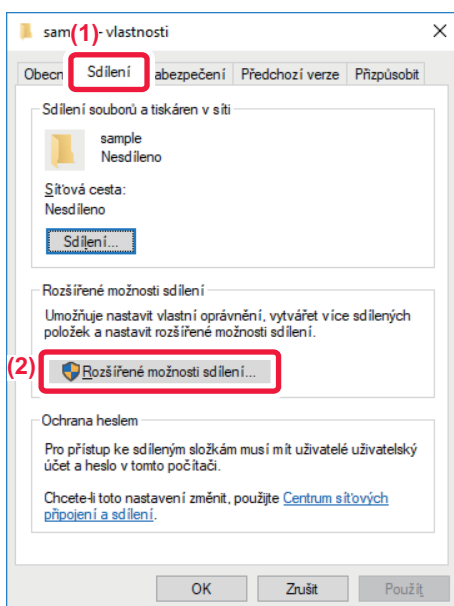 sam(1) - vlastnosti
Obecn Sdílení abezpečení Předchozí verze Přizpůsobit
Sdílení souborů a tiskáren v síti
sample
Nesdíleno
Síťová cesta:
Nesdíleno
Sdílení...
Rozšířené možnosti sdílení
Umožňuje nastavit vlastní oprávnění, vytvářet více sdílených
položek a nastavit rozšířené možnosti sdílení.
(2) Rozšířené možnosti sdílení...
Ochrana heslem
Pro přístup ke sdíleným složkám musí mít uživatelé uživatelský
účet a heslo v tomto počítači.
Chcete-li toto nastavení změnit, použijte Centrum síťových
připojení a sdílení.
OK Zrušit Použít